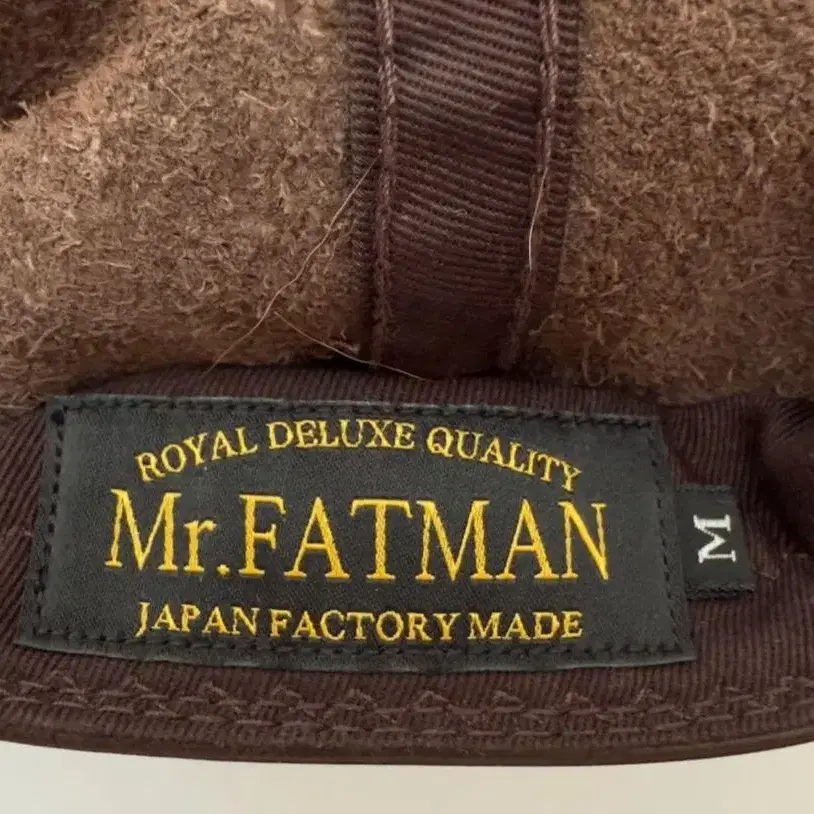 ROYAL DELUXE QUALITY
Mr.FATMAN
JAPAN FACTORY MADE
M